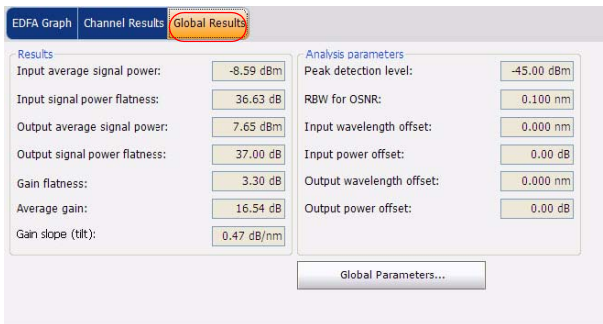 EDFA Graph Channel Results Global Results
Results
Input average signal power: -8.59 dBm
Input signal power flatness: 36.63 dB
Output average signal power: 7.65 dBm
Output signal power flatness: 37.00 dB
Gain flatness: 3.30 dB
Average gain: 16.54 dB
Gain slope (tilt): 0.47 dB/nm
Analysis parameters
Peak detection level: -45.00 dBm
RBW for OSNR: 0.100 nm
Input wavelength offset: 0.000 nm
Input power offset: 0.00 dB
Output wavelength offset: 0.000 nm
Output power offset: 0.00 dB
Global Parameters...